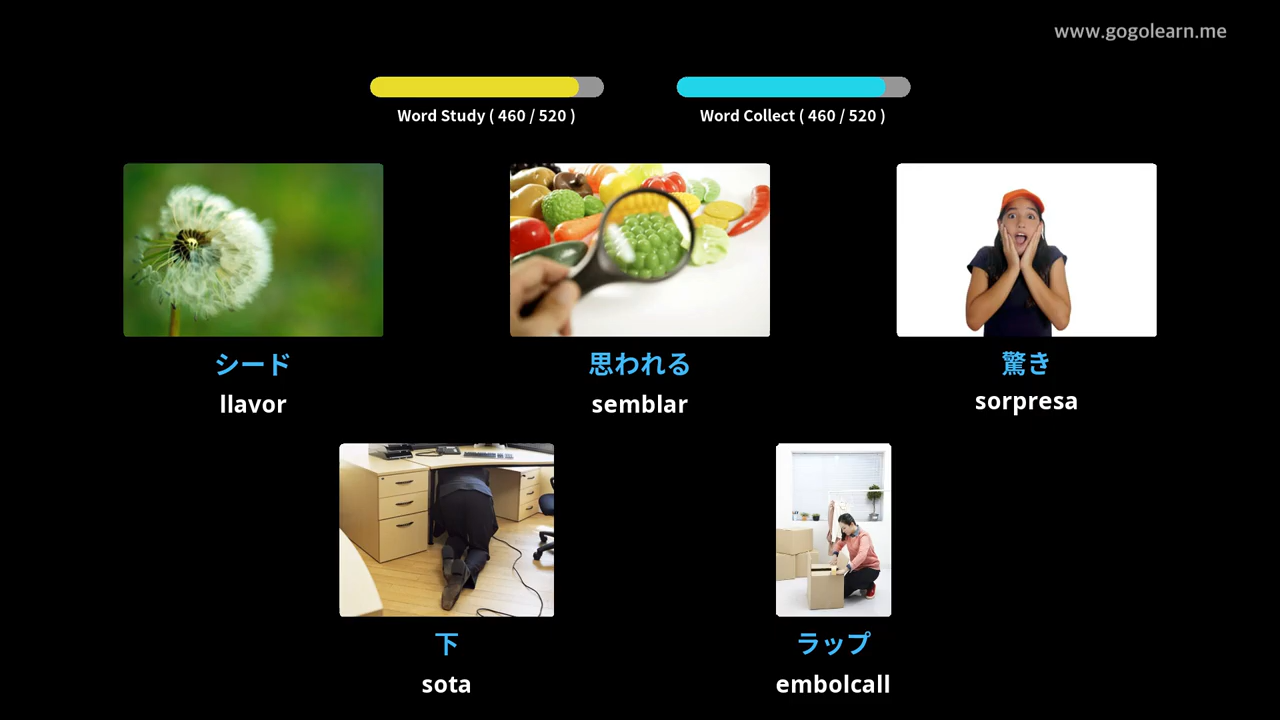 www.gogolearn.me
Word Study ( 460 / 520 )
Word Collect ( 460 / 520 )
シード
llavor
思われる
semblar
驚き
sorpresa
下
sota
ラップ
embolcall